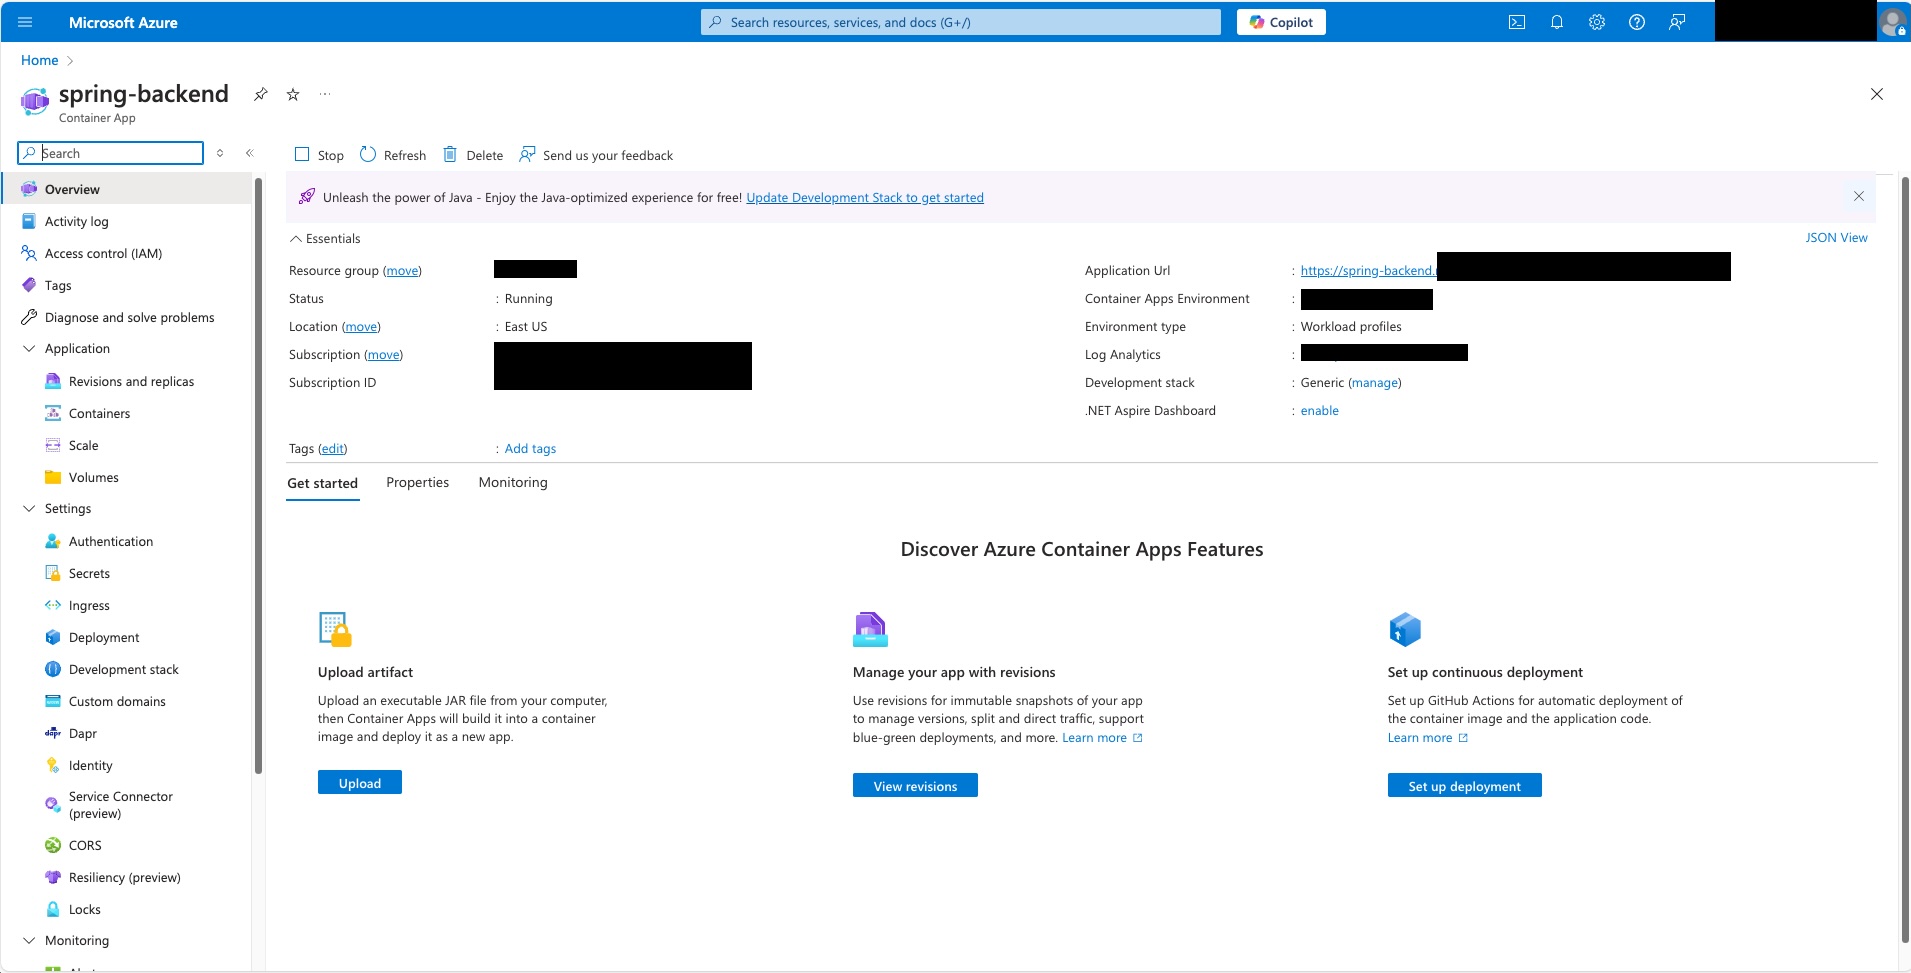 Microsoft Azure
Search resources, services, and docs (G+/)
Copilot
Home
spring-backend
Container App
Search
Stop
Refresh
Delete
Send us your feedback
Overview
Activity log
Access control (IAM)
Tags
Diagnose and solve problems
Application
Revisions and replicas
Containers
Scale
Volumes
Settings
Authentication
Secrets
Ingress
Deployment
Development stack
Custom domains
Dapr
Identity
Service Connector
(preview)
CORS
Resiliency (preview)
Locks
Monitoring
Unleash the power of Java - Enjoy the Java-optimized experience for free! Update Development Stack to get started
Essentials
JSON View
Resource group (move)
Status : Running
Location (move) : East US
Subscription (move)
Subscription ID
Application Url : https://spring-backend.
Container Apps Environment :
Environment type : Workload profiles
Log Analytics :
Development stack : Generic (manage)
.NET Aspire Dashboard : enable
Tags (edit) : Add tags
Get started
Properties
Monitoring
Discover Azure Container Apps Features
Upload artifact
Upload an executable JAR file from your computer,
then Container Apps will build it into a container
image and deploy it as a new app.
Upload
Manage your app with revisions
Use revisions for immutable snapshots of your app
to manage versions, split and direct traffic, support
blue-green deployments, and more. Learn more
View revisions
Set up continuous deployment
Set up GitHub Actions for automatic deployment of
the container image and the application code.
Learn more
Set up deployment